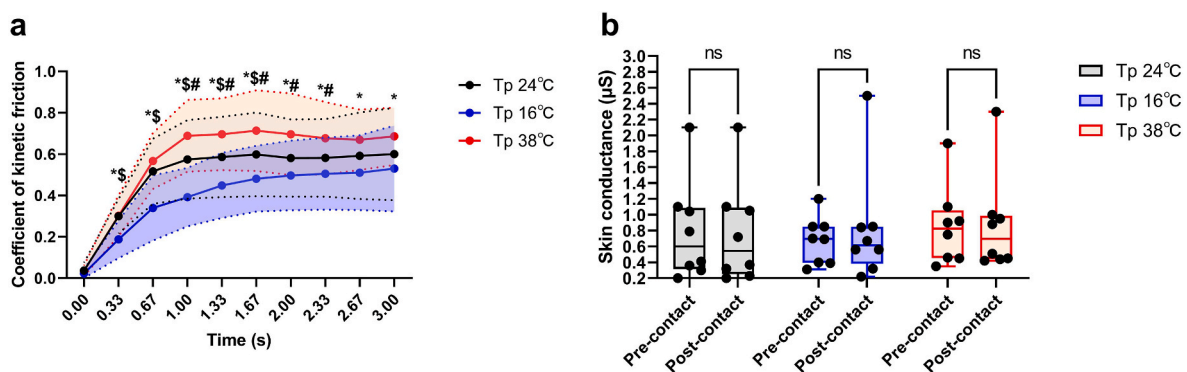 a
Coefficient of kinetic friction
1.0
0.8
0.6
0.4
0.2
0.0
*$
*$
*$#
*$#
*$#
*#
*#
*
*
0.00
0.33
0.67
1.00
1.33
1.67
2.00
2.33
2.67
3.00
Time (s)
Tp 24°C
Tp 16°C
Tp 38°C
b
Skin conductance (µS)
3.0
2.8
2.6
2.4
2.2
2.0
1.8
1.6
1.4
1.2
1.0
0.8
0.6
0.4
0.2
ns
ns
ns
Pre-contact
Post-contact
Pre-contact
Post-contact
Pre-contact
Post-contact
Tp 24°C
Tp 16°C
Tp 38°C